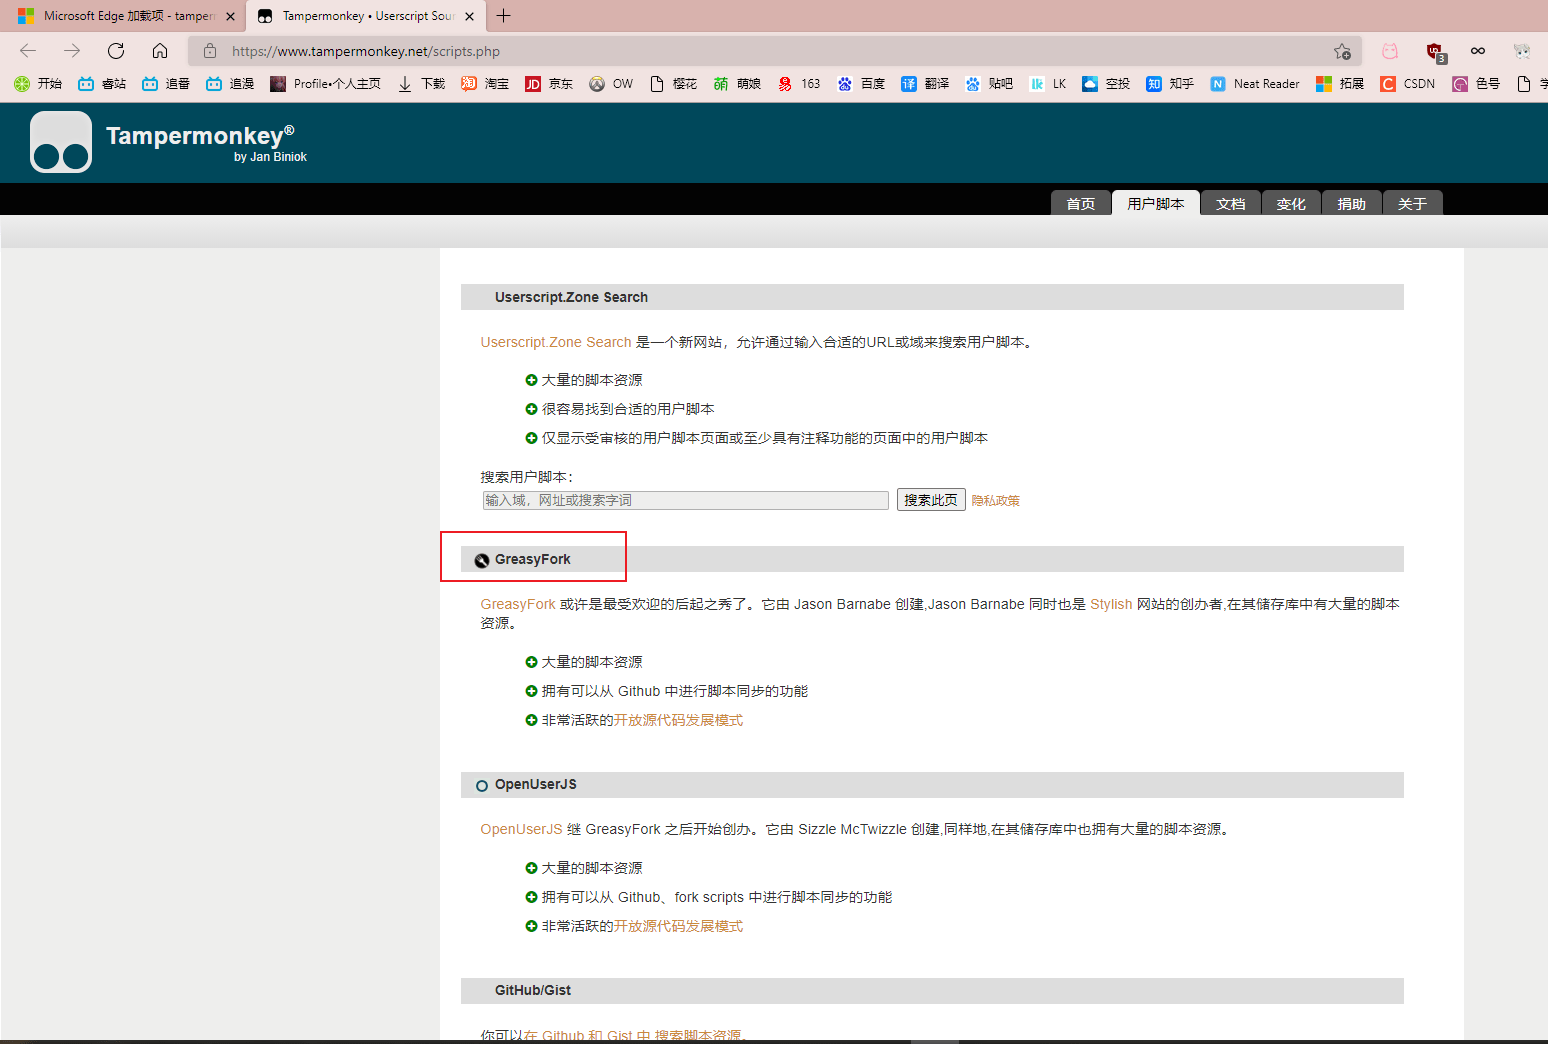 Microsoft Edge 加载项 - tamper
Tampermonkey • Userscript Sour
https://www.tampermonkey.net/scripts.php
3
开始 睿站 追番 追漫 Profile•个人主页 下载 淘宝 京东 OW 樱花 萌娘 163 百度 翻译 贴吧 LK 空投 知乎 Neat Reader 拓展 CSDN 色号
Tampermonkey®
by Jan Biniok
首页 用户脚本 文档 变化 捐助 关于
Userscript.Zone Search
Userscript.Zone Search 是一个新网站，允许通过输入合适的URL或域来搜索用户脚本。
大量的脚本资源
很容易找到合适的用户脚本
仅显示受审核的用户脚本页面或至少具有注释功能的页面中的用户脚本
搜索用户脚本：
输入域，网址或搜索字词 搜索此页 隐私政策
GreasyFork
GreasyFork 或许是最受欢迎的后起之秀了。它由 Jason Barnabe 创建,Jason Barnabe 同时也是 Stylish 网站的创办者,在其储存库中有大量的脚本
资源。
大量的脚本资源
拥有可以从 Github 中进行脚本同步的功能
非常活跃的开放源代码发展模式
OpenUserJS
OpenUserJS 继 GreasyFork 之后开始创办。它由 Sizzle McTwizzle 创建,同样地,在其储存库中也拥有大量的脚本资源。
大量的脚本资源
拥有可以从 Github、fork scripts 中进行脚本同步的功能
非常活跃的开放源代码发展模式
GitHub/Gist
你可以在 Github 和 Gist 中 搜索脚本资源。